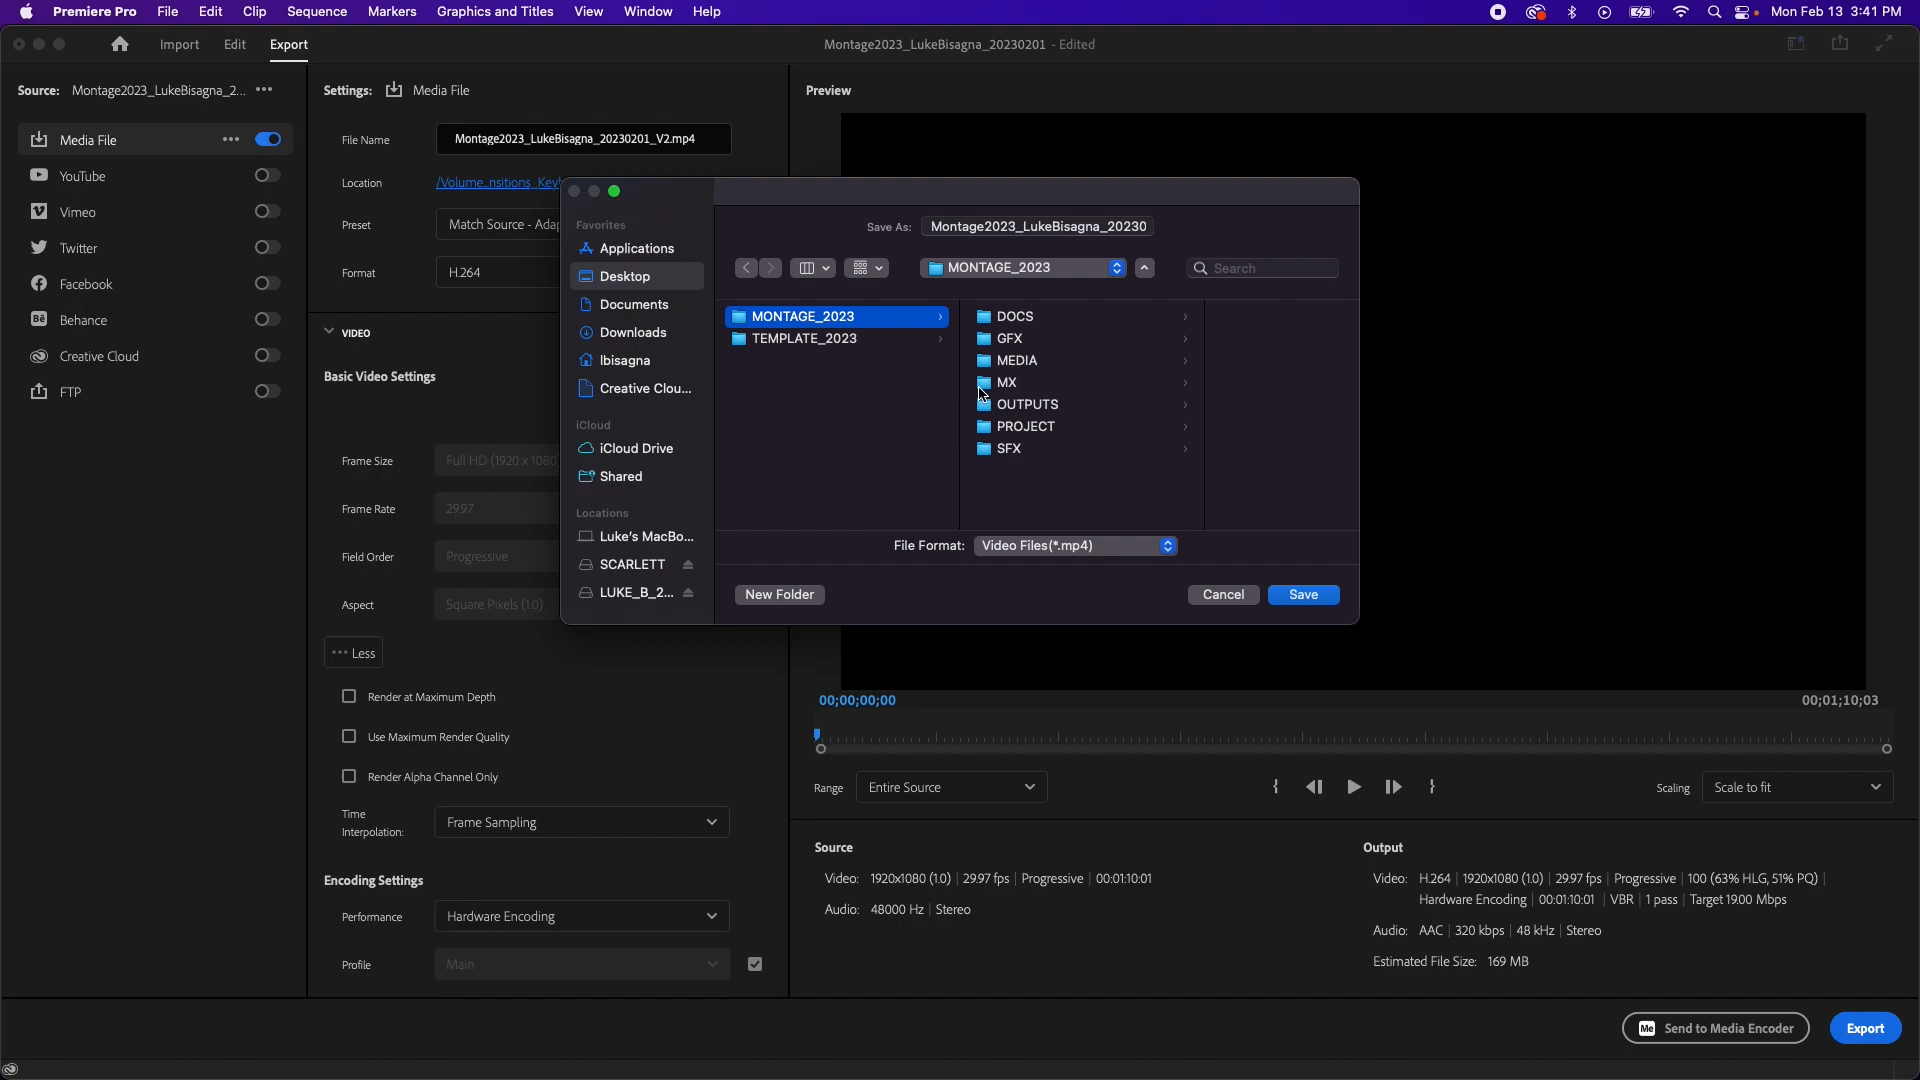 Premiere Pro File Edit Clip Sequence Markers Graphics and Titles View Window Help Mon Feb 13 3:41 PM
Import Edit Export Montage2023_LukeBisagna_20230201 - Edited
Source: Montage2023_LukeBisagna_2... •••
Media File •••
YouTube
Vimeo
Twitter
Facebook
Behance
Creative Cloud
FTP
Settings: Media File
File Name Montage2023_LukeBisagna_20230201_V2.mp4
Location
Preset
Format H.264
VIDEO
Basic Video Settings
Frame Size Full HD (1920 x 1080
Frame Rate 29.97
Field Order Progressive
Aspect Square Pixels (1.0)
••• Less
Render at Maximum Depth
Use Maximum Render Quality
Render Alpha Channel Only
Time
Interpolation: Frame Sampling
Encoding Settings
Performance Hardware Encoding
Profile Main
Favorites
Applications
Desktop
Documents
Downloads
lbisagna
Creative Clou...
iCloud
iCloud Drive
Shared
Locations
Luke's MacBo...
SCARLETT
LUKE_B_2...
Save As: Montage2023_LukeBisagna_20230
MONTAGE_2023 Search
MONTAGE_2023
TEMPLATE_2023
DOCS
GFX
MEDIA
MX
OUTPUTS
PROJECT
SFX
File Format: Video Files(*.mp4)
New Folder Cancel Save
Preview
00;00;00;00 00;01;10;03
Range Entire Source Scaling Scale to fit
Source
Video: 1920x1080 (1.0) | 29.97 fps | Progressive | 00:01:10:01
Audio: 48000 Hz | Stereo
Output
Video: H.264 | 1920x1080 (1.0) | 29.97 fps | Progressive | 100 (63% HLG, 51% PQ) |
Hardware Encoding | 00:01:10:01 | VBR | 1 pass | Target 19.00 Mbps
Audio: AAC | 320 kbps | 48 kHz | Stereo
Estimated File Size: 169 MB
Me Send to Media Encoder Export